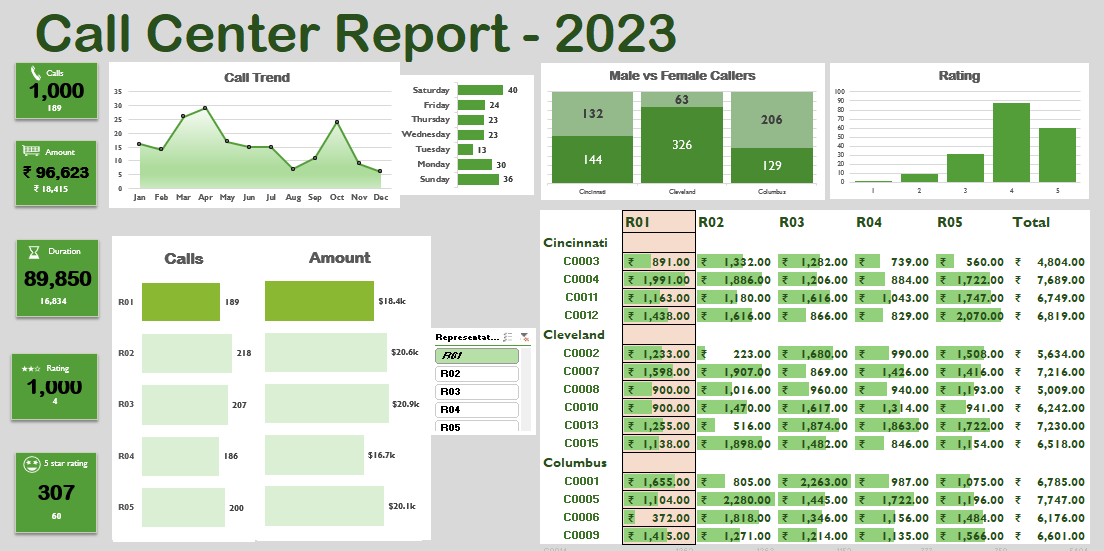 Call Center Report - 2023
Calls
1,000
189
Amount
₹ 96,623
₹ 18,415
Duration
89,850
16,834
Rating
1,000
4
5 star rating
307
60
Call Trend
35
30
25
20
15
10
5
0
Jan Feb Mar Apr May Jun Jul Aug Sep Oct Nov Dec
Saturday 40
Friday 24
Thursday 23
Wednesday 23
Tuesday 13
Monday 30
Sunday 36
Male vs Female Callers
132 63 206
144 326 129
Cincinnati Cleveland Columbus
Rating
100
90
80
70
60
50
40
30
20
10
0
1 2 3 4 5
Calls Amount
R01 189 $18.4k
R02 218 $20.6k
R03 207 $20.9k
R04 186 $16.7k
R05 200 $20.1k
Representat...
R01
R02
R03
R04
R05
R01 R02 R03 R04 R05 Total
Cincinnati
C0003 ₹ 891.00 ₹ 1,332.00 ₹ 1,282.00 ₹ 739.00 ₹ 560.00 ₹ 4,804.00
C0004 ₹ 1,991.00 ₹ 1,886.00 ₹ 1,206.00 ₹ 884.00 ₹ 1,722.00 ₹ 7,689.00
C0011 ₹ 1,163.00 ₹ 1,180.00 ₹ 1,616.00 ₹ 1,043.00 ₹ 1,747.00 ₹ 6,749.00
C0012 ₹ 1,438.00 ₹ 1,616.00 ₹ 866.00 ₹ 829.00 ₹ 2,070.00 ₹ 6,819.00
Cleveland
C0002 ₹ 1,233.00 ₹ 223.00 ₹ 1,680.00 ₹ 990.00 ₹ 1,508.00 ₹ 5,634.00
C0007 ₹ 1,598.00 ₹ 1,907.00 ₹ 869.00 ₹ 1,426.00 ₹ 1,416.00 ₹ 7,216.00
C0008 ₹ 900.00 ₹ 1,016.00 ₹ 960.00 ₹ 940.00 ₹ 1,193.00 ₹ 5,009.00
C0010 ₹ 900.00 ₹ 1,470.00 ₹ 1,617.00 ₹ 1,314.00 ₹ 941.00 ₹ 6,242.00
C0013 ₹ 1,255.00 ₹ 516.00 ₹ 1,874.00 ₹ 1,863.00 ₹ 1,722.00 ₹ 7,230.00
C0015 ₹ 1,138.00 ₹ 1,898.00 ₹ 1,482.00 ₹ 846.00 ₹ 1,154.00 ₹ 6,518.00
Columbus
C0001 ₹ 1,655.00 ₹ 805.00 ₹ 2,263.00 ₹ 987.00 ₹ 1,075.00 ₹ 6,785.00
C0005 ₹ 1,104.00 ₹ 2,280.00 ₹ 1,445.00 ₹ 1,722.00 ₹ 1,196.00 ₹ 7,747.00
C0006 ₹ 372.00 ₹ 1,818.00 ₹ 1,346.00 ₹ 1,156.00 ₹ 1,484.00 ₹ 6,176.00
C0009 ₹ 1,415.00 ₹ 1,271.00 ₹ 1,214.00 ₹ 1,135.00 ₹ 1,566.00 ₹ 6,601.00